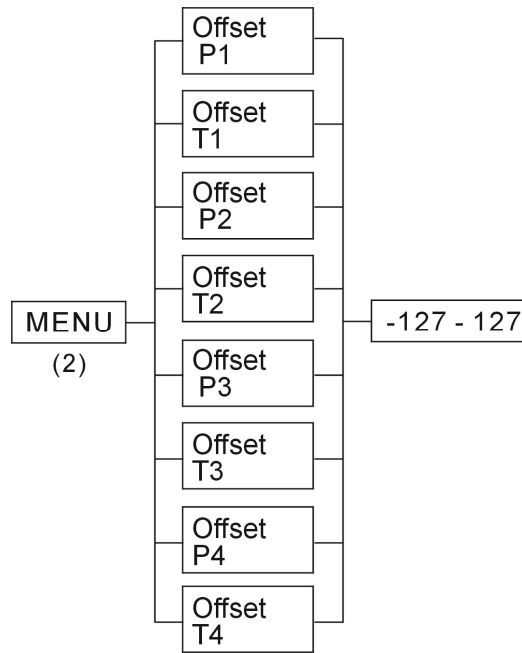 Offset
P1
Offset
T1
Offset
P2
Offset
T2
MENU
(2)
-127 - 127
Offset
P3
Offset
T3
Offset
P4
Offset
T4